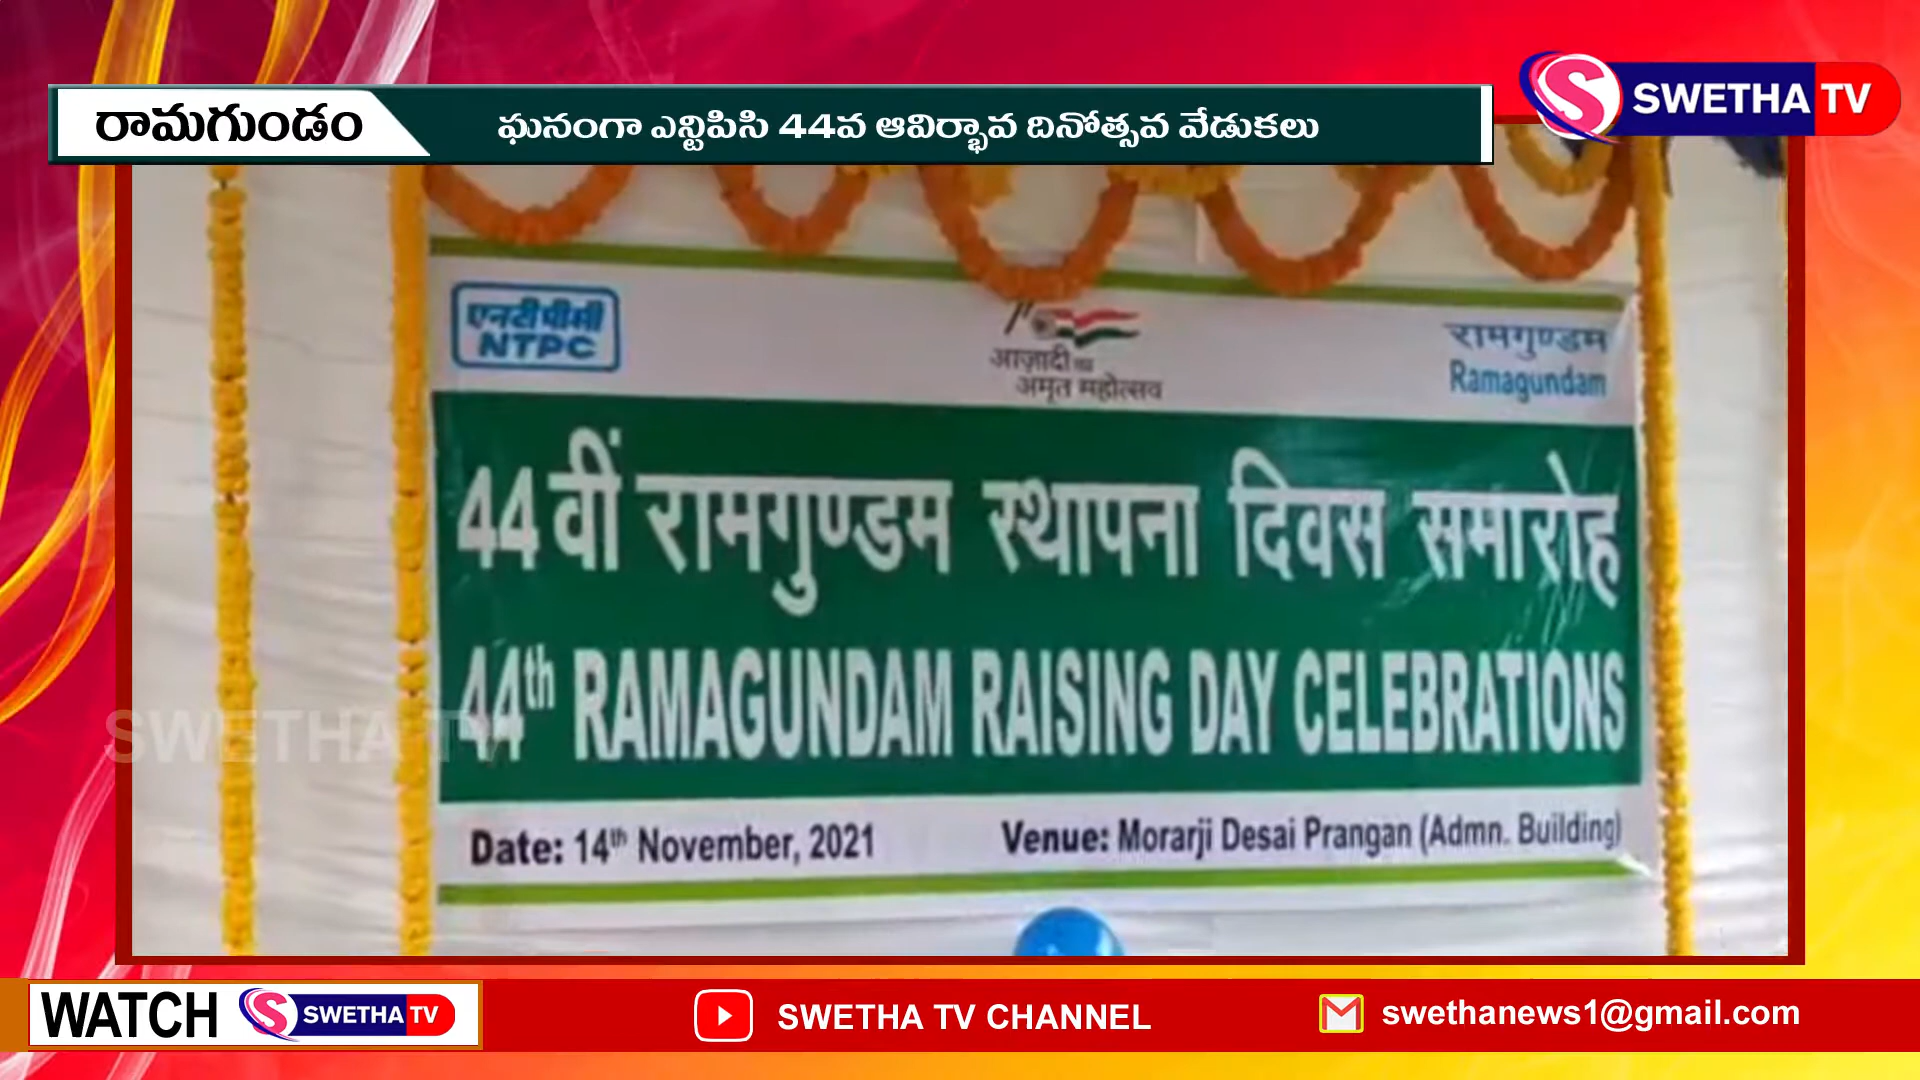 రామగుండం
ఘనంగా ఎన్టిపిసి 44వ ఆవిర్భావ దినోత్సవ వేడుకలు
SWETHA TV
एनटीपीसी
NTPC
आज़ादी का
अमृत महोत्सव
रामगुण्डम
Ramagundam
44वीं रामगुण्डम स्थापना दिवस समारोह
44th RAMAGUNDAM RAISING DAY CELEBRATIONS
SWETHA TV
Date: 14th November, 2021
Venue: Morarji Desai Prangan (Admn. Building)
WATCH SWETHA TV
SWETHA TV CHANNEL
swethanews1@gmail.com